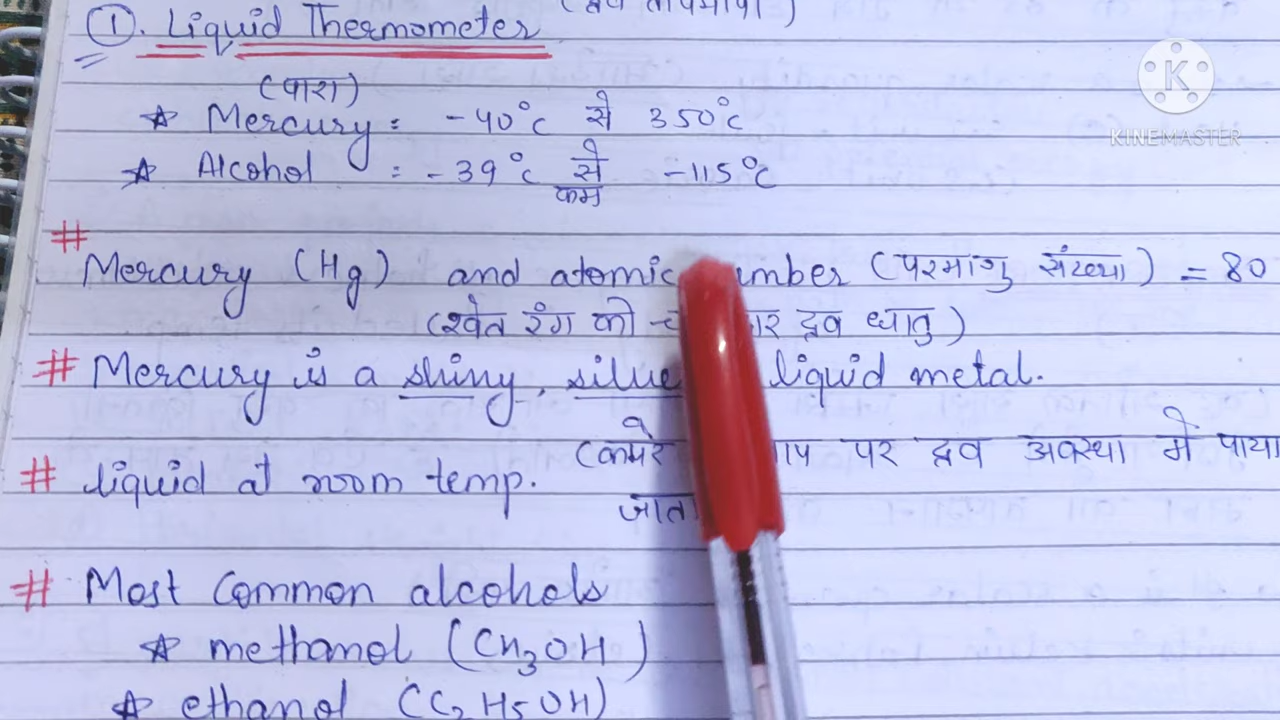 (द्रव तापमापी)
①. Liquid Thermometer
(पारा)
☆ Mercury = -40°C से 350°C
☆ Alcohol = -39°C से -115°C
कम
# Mercury (Hg) and atomic umber (परमाणु संख्या) = 80
(श्वेत रंग की द्रव धातु)
# Mercury is a shiny, silve liquid metal.
(कमरे पर द्रव अवस्था मे पाया
# liquid at room temp.
जाता
# Most Common alcohols
☆ methanol (CH3OH)
☆ ethanol (C2H5OH)
KINEMASTER